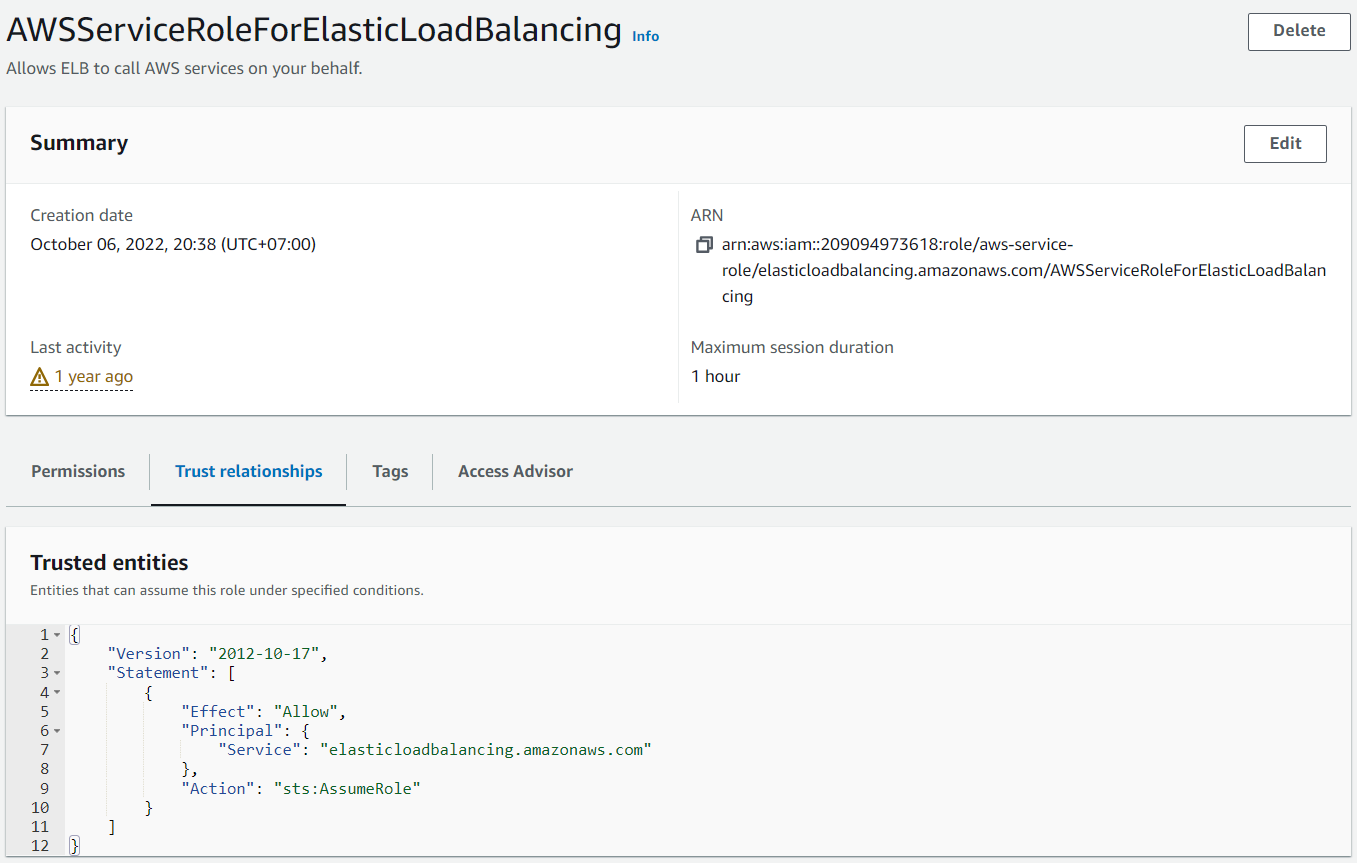 AWSServiceRoleForElasticLoadBalancing Info
Delete
Allows ELB to call AWS services on your behalf.
Summary
Edit
Creation date
October 06, 2022, 20:38 (UTC+07:00)
ARN
arn:aws:iam::209094973618:role/aws-service-
role/elasticloadbalancing.amazonaws.com/AWSServiceRoleForElasticLoadBalan
cing
Last activity
1 year ago
Maximum session duration
1 hour
Permissions
Trust relationships
Tags
Access Advisor
Trusted entities
Entities that can assume this role under specified conditions.
1 {
2 "Version": "2012-10-17",
3 "Statement": [
4 {
5 "Effect": "Allow",
6 "Principal": {
7 "Service": "elasticloadbalancing.amazonaws.com"
8 },
9 "Action": "sts:AssumeRole"
10 }
11 ]
12 }